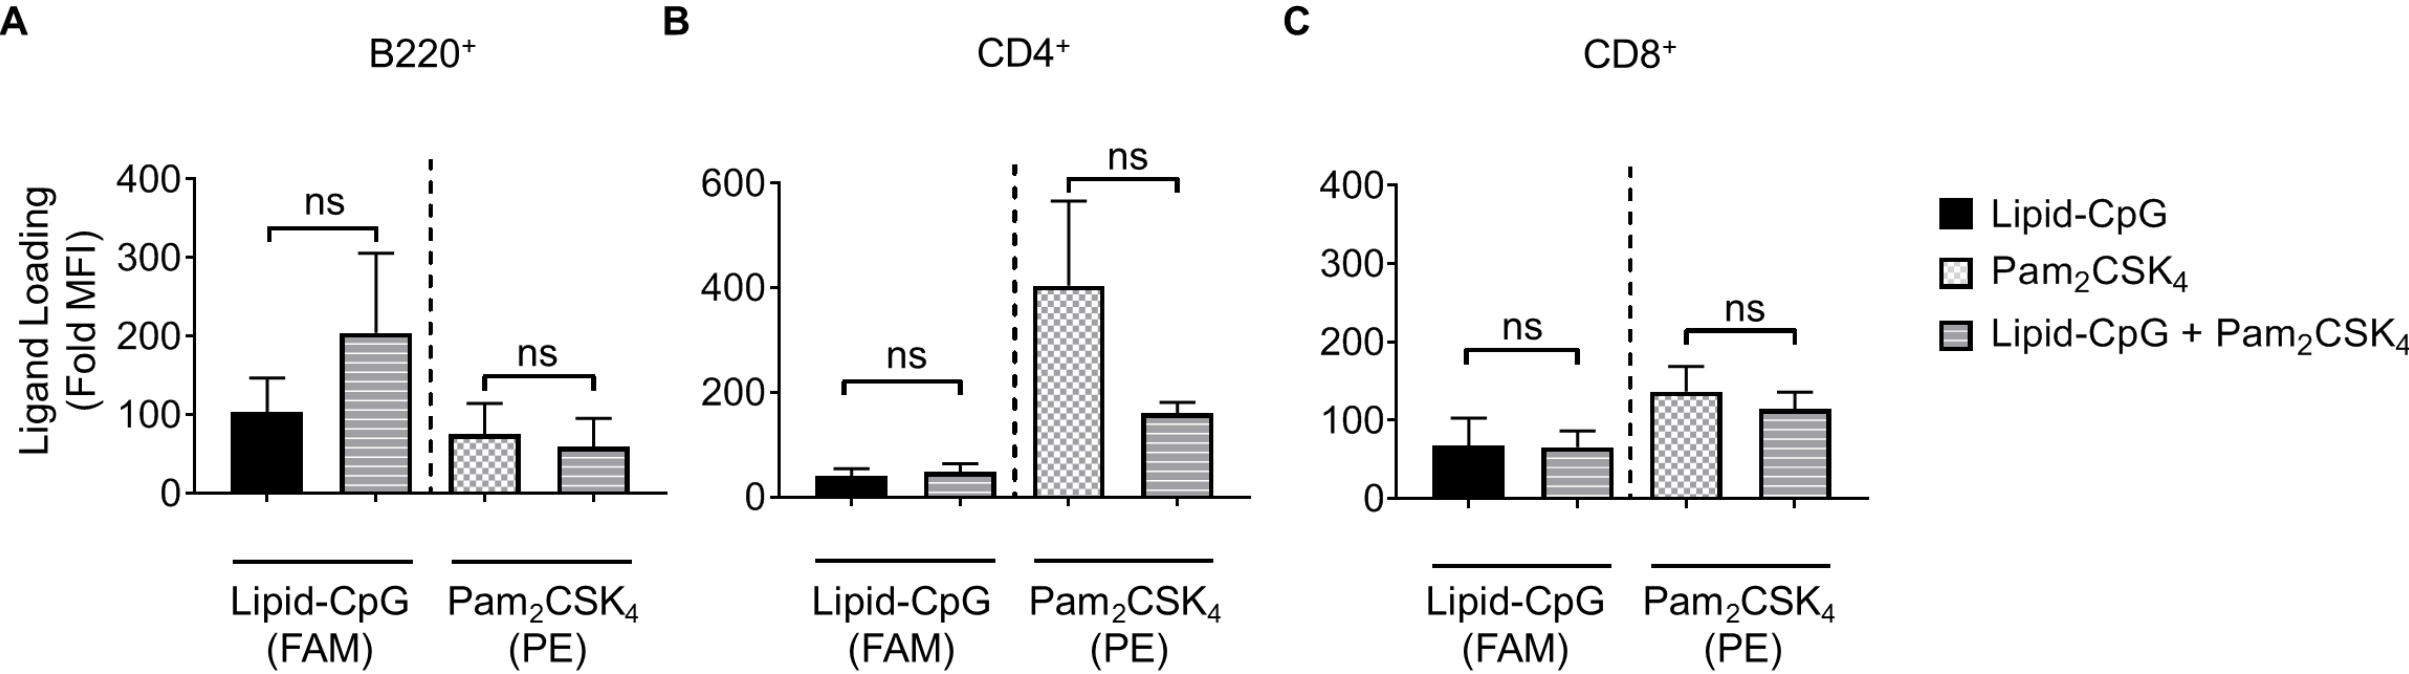 A
B220⁺
Ligand Loading
(Fold MFI)
400
300
200
100
0
ns
ns
Lipid-CpG
(FAM)
Pam₂CSK₄
(PE)
B
CD4⁺
600
400
200
0
ns
ns
Lipid-CpG
(FAM)
Pam₂CSK₄
(PE)
C
CD8⁺
400
300
200
100
0
ns
ns
Lipid-CpG
(FAM)
Pam₂CSK₄
(PE)
Lipid-CpG
Pam₂CSK₄
Lipid-CpG + Pam₂CSK₄